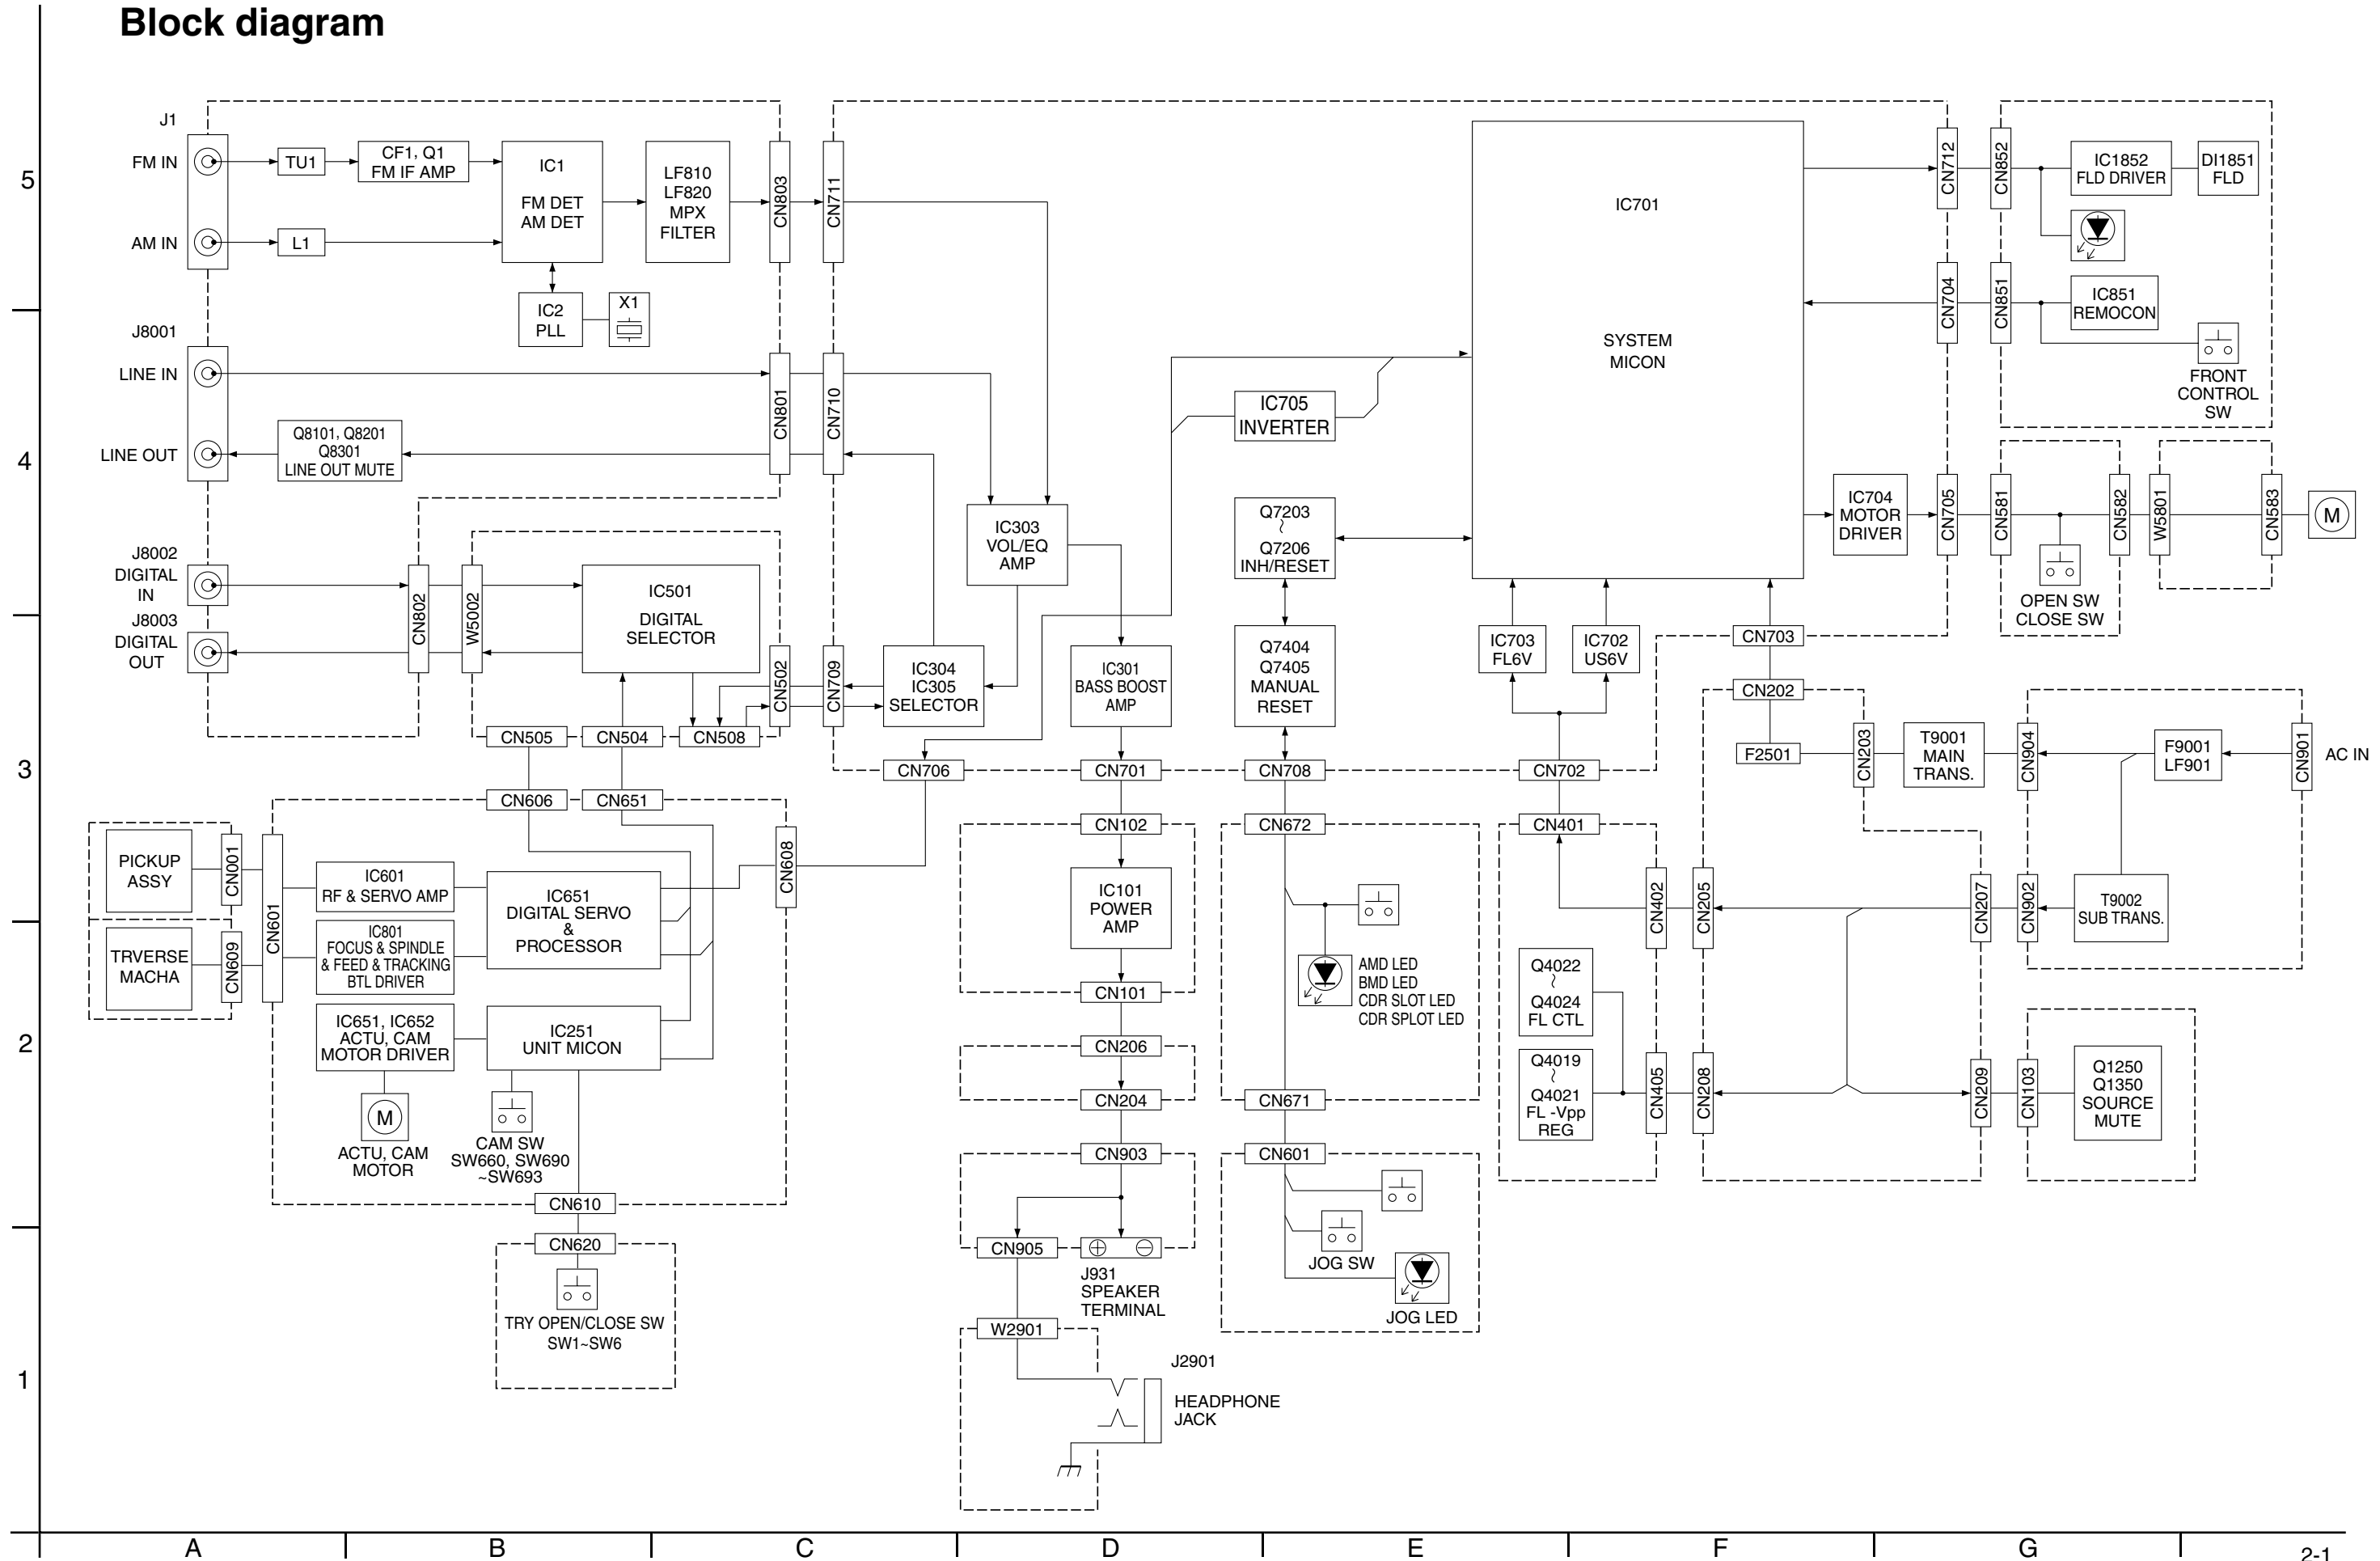 Block diagram
5
4
3
2
1
J1
FM IN
TU1
CF1, Q1
FM IF AMP
IC1
FM DET
AM DET
LF810
LF820
MPX
FILTER
CN803
CN711
AM IN
L1
IC2
PLL
X1
J8001
LINE IN
LINE OUT
Q8101, Q8201
Q8301
LINE OUT MUTE
CN801
CN710
J8002
DIGITAL
IN
J8003
DIGITAL
OUT
CN802
W5002
IC501
DIGITAL
SELECTOR
CN502
CN709
CN505
CN504
CN508
IC303
VOL/EQ
AMP
IC304
IC305
SELECTOR
IC301
BASS BOOST
AMP
IC705
INVERTER
Q7203
~
Q7206
INH/RESET
Q7404
Q7405
MANUAL
RESET
IC701
SYSTEM
MICON
IC703
FL6V
IC702
US6V
IC704
MOTOR
DRIVER
CN712
CN852
IC1852
FLD DRIVER
DI1851
FLD
CN704
CN851
IC851
REMOCON
FRONT
CONTROL
SW
CN705
CN581
CN582
W5801
CN583
M
OPEN SW
CLOSE SW
CN703
CN202
F2501
CN203
T9001
MAIN
TRANS.
CN904
F9001
LF901
CN901
AC IN
CN706
CN701
CN708
CN702
CN606
CN651
CN608
PICKUP
ASSY
CN001
TRVERSE
MACHA
CN609
CN601
IC601
RF & SERVO AMP
IC801
FOCUS & SPINDLE
& FEED & TRACKING
BTL DRIVER
IC651
DIGITAL SERVO
&
PROCESSOR
IC651, IC652
ACTU, CAM
MOTOR DRIVER
IC251
UNIT MICON
M
ACTU, CAM
MOTOR
CAM SW
SW660, SW690
~SW693
CN610
CN620
TRY OPEN/CLOSE SW
SW1~SW6
CN102
IC101
POWER
AMP
CN101
CN206
CN204
CN903
CN905
J931
SPEAKER
TERMINAL
W2901
J2901
HEADPHONE
JACK
CN672
AMD LED
BMD LED
CDR SLOT LED
CDR SPLOT LED
CN671
CN601
JOG SW
JOG LED
CN401
CN402
CN205
CN207
CN902
T9002
SUB TRANS.
Q4022
~
Q4024
FL CTL
Q4019
~
Q4021
FL -Vpp
REG
CN405
CN208
CN209
CN103
Q1250
Q1350
SOURCE
MUTE
A
B
C
D
E
F
G
2-1